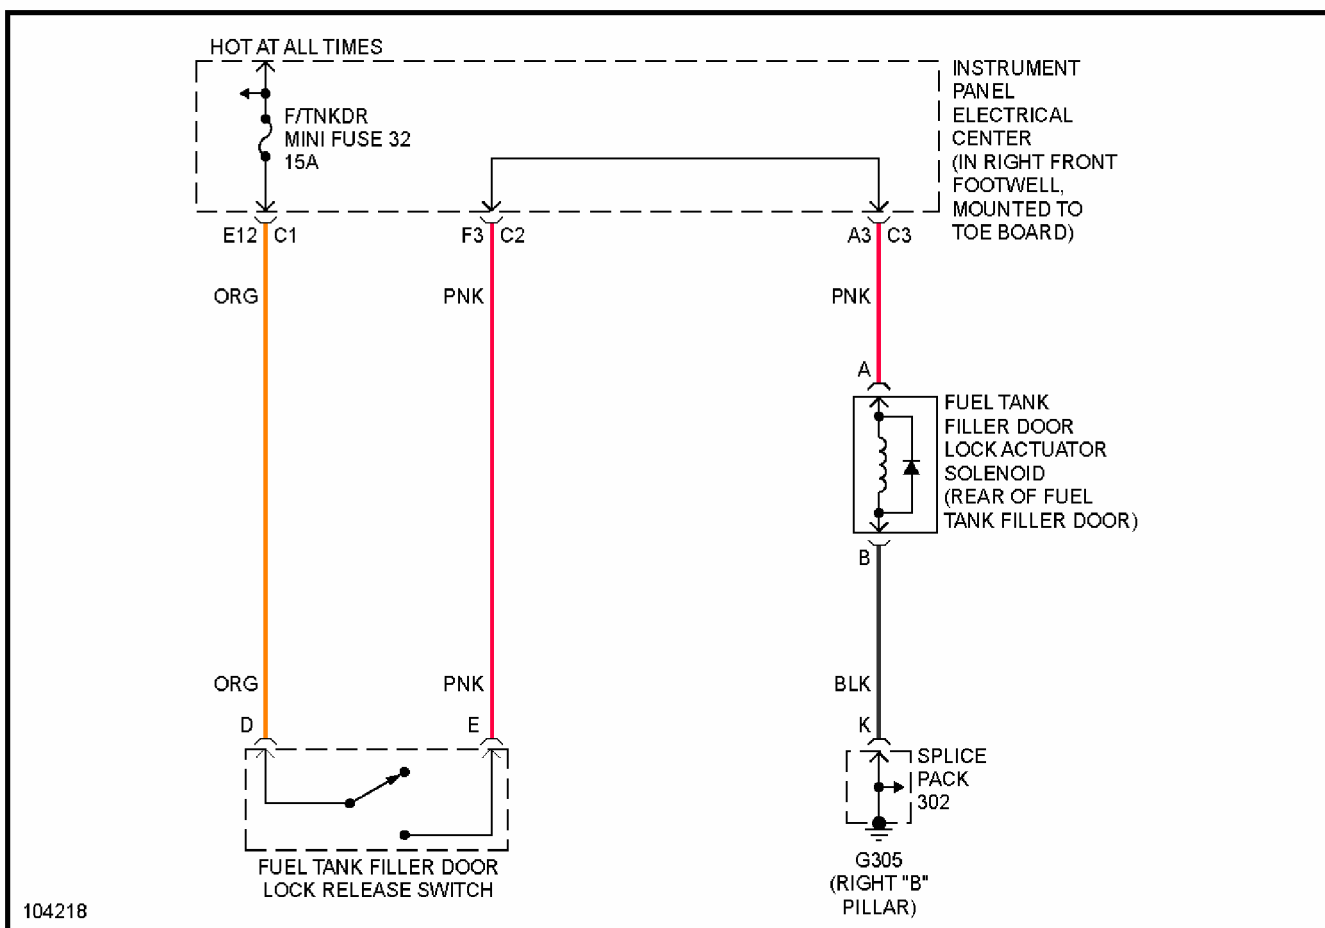 HOT AT ALL TIMES
INSTRUMENT
PANEL
ELECTRICAL
CENTER
(IN RIGHT FRONT
FOOTWELL,
MOUNTED TO
TOE BOARD)
F/TNKDR
MINI FUSE 32
15A
E12 C1
F3 C2
A3 C3
ORG
PNK
PNK
A
FUEL TANK
FILLER DOOR
LOCK ACTUATOR
SOLENOID
(REAR OF FUEL
TANK FILLER DOOR)
B
ORG
PNK
BLK
D
E
K
SPLICE
PACK
302
FUEL TANK FILLER DOOR
LOCK RELEASE SWITCH
G305
(RIGHT "B"
PILLAR)
104218